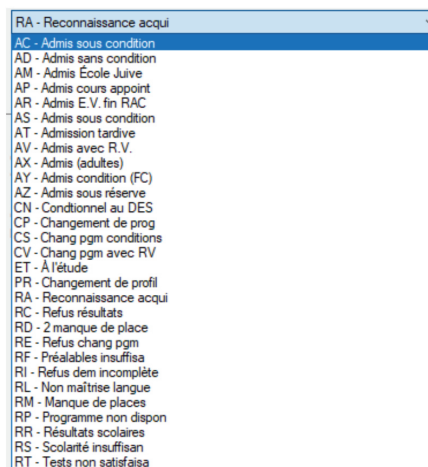 RA - Reconnaissance acqui
AC - Admis sous condition
AD - Admis sans condition
AM - Admis École Juive
AP - Admis cours appoint
AR - Admis E.V. fin RAC
AS - Admis sous condition
AT - Admission tardive
AV - Admis avec R.V.
AX - Admis (adultes)
AY - Admis condition (FC)
AZ - Admis sous réserve
CN - Condtionnel au DES
CP - Changement de prog
CS - Chang pgm conditions
CV - Chang pgm avec RV
ET - À l'étude
PR - Changement de profil
RA - Reconnaissance acqui
RC - Refus résultats
RD - 2 manque de place
RE - Refus chang pgm
RF - Préalables insuffisa
RI - Refus dem incomplète
RL - Non maîtrise langue
RM - Manque de places
RP - Programme non dispon
RR - Résultats scolaires
RS - Scolarité insuffisan
RT - Tests non satisfaisa